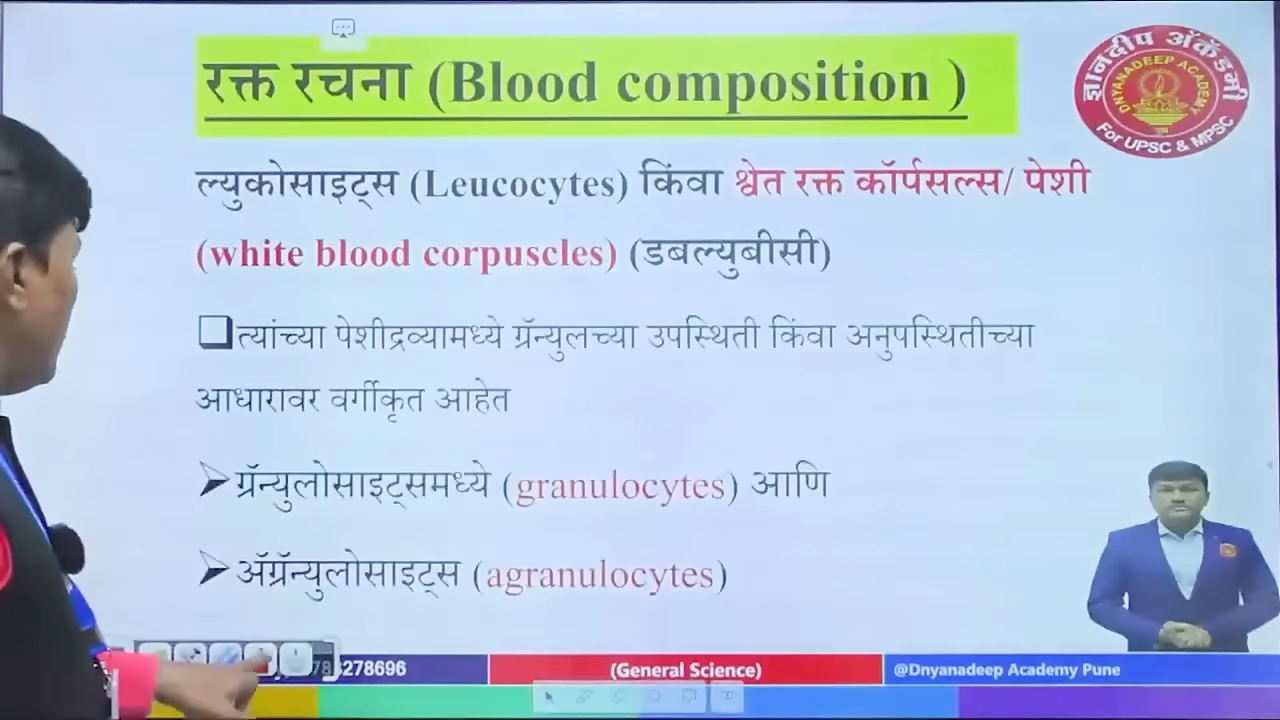 रक्त रचना (Blood composition )
ज्ञानदीप ॲकॅडमी
DNYANADEEP ACADEMY
For UPSC & MPSC
ल्युकोसाइट्स (Leucocytes) किंवा श्वेत रक्त कॉर्पसल्स/ पेशी
(white blood corpuscles) (डबल्युबीसी)
त्यांच्या पेशीद्रव्यामध्ये ग्रॅन्युलच्या उपस्थिती किंवा अनुपस्थितीच्या
आधारावर वर्गीकृत आहेत
ग्रॅन्युलोसाइट्समध्ये (granulocytes) आणि
ॲग्रॅन्युलोसाइट्स (agranulocytes)
278696
(General Science)
@Dnyanadeep Academy Pune